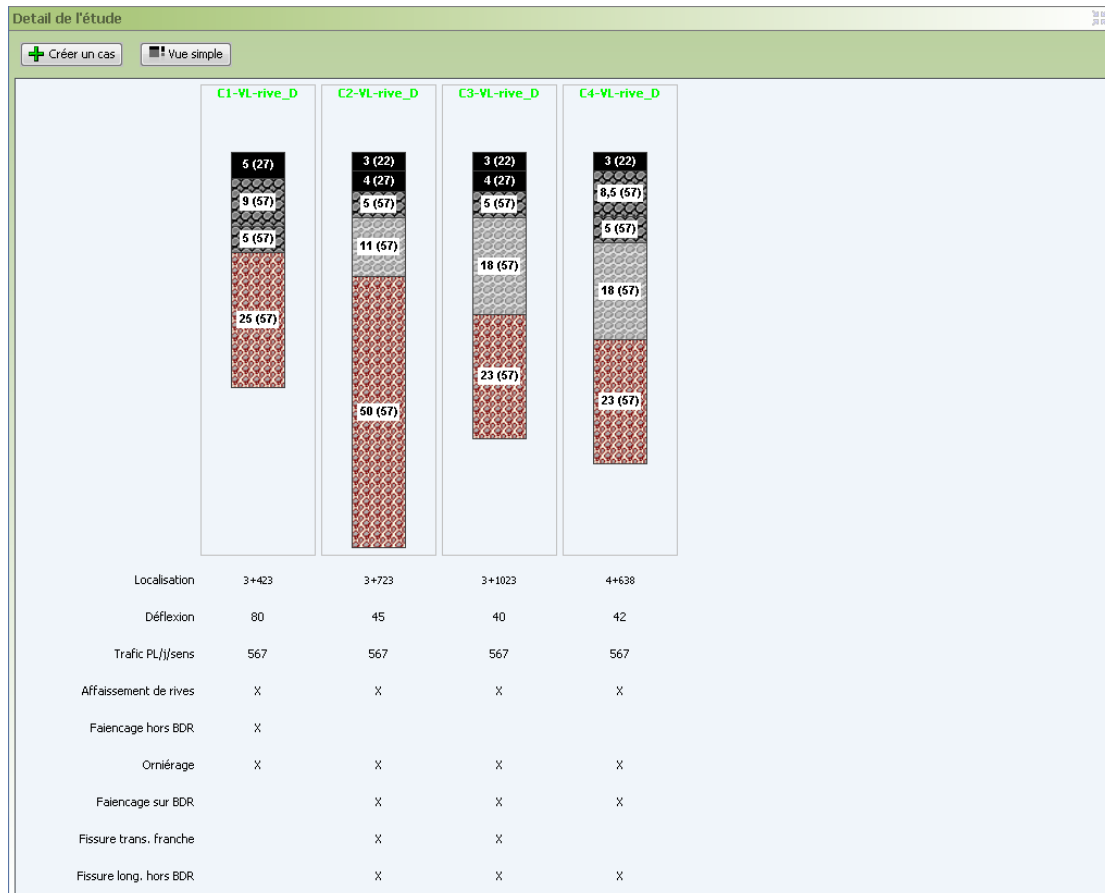 Detail de l'étude
Créer un cas Vue simple
C1-VL-rive_D C2-VL-rive_D C3-VL-rive_D C4-VL-rive_D
5 (27) 3 (22) 3 (22) 3 (22)
4 (27) 4 (27)
9 (57) 5 (57) 5 (57) 8,5 (57)
5 (57) 11 (57) 18 (57) 5 (57)
18 (57)
25 (57) 50 (57) 23 (57) 23 (57)
Localisation 3+423 3+723 3+1023 4+638
Déflexion 80 45 40 42
Trafic PL/j/sens 567 567 567 567
Affaissement de rives X X X X
Faiencage hors BDR X
Orniérage X X X X
Faiencage sur BDR X X X
Fissure trans. franche X X
Fissure long. hors BDR X X X